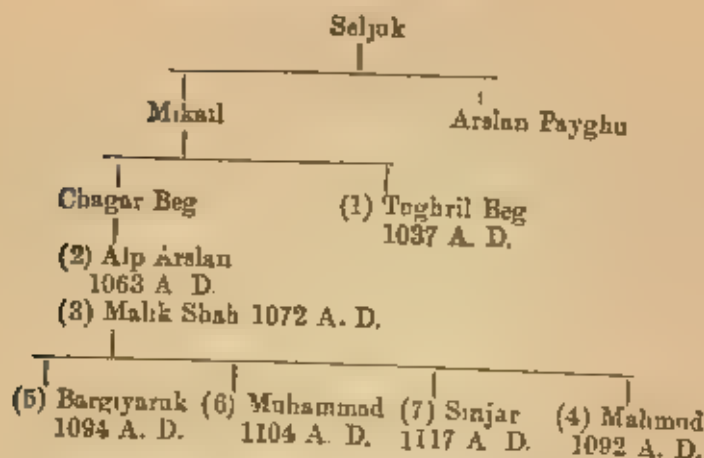 Seljuk
Mikail
Arslan Payghu
Chagar Beg
(1) Tughril Beg
1037 A. D.
(2) Alp Arslan
1063 A. D.
(3) Malik Shah 1072 A. D.
(5) Bargiyaruk (6) Muhammad (7) Sinjar (4) Mahmud
1094 A. D. 1104 A. D. 1117 A. D. 1092 A. D.